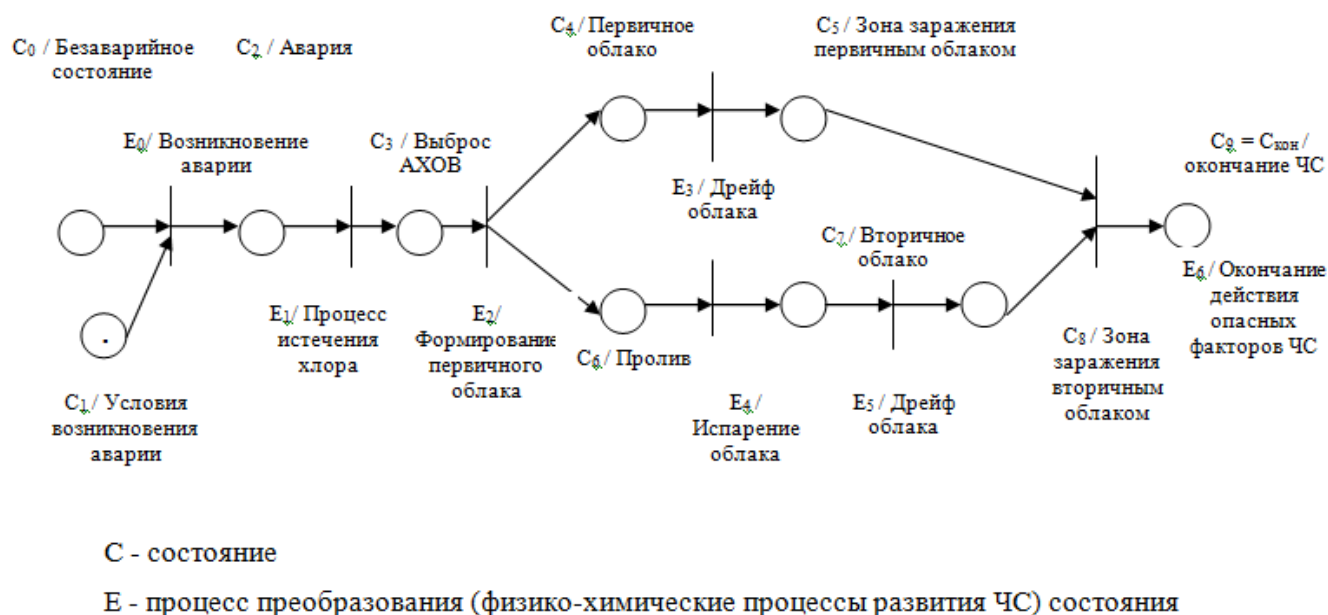 C₀ / Безаварийное
состояние
C₂ / Авария
C₄/ Первичное
облако
C₅ / Зона заражения
первичным облаком
E₀/ Возникновение
аварии
C₃ / Выброс
АХОВ
C₉ = Cкон /
окончание ЧС
E₃ / Дрейф
облака
C₇/ Вторичное
облако
E₁/ Процесс
истечения
хлора
E₂/
Формирование
первичного
облака
C₆/ Пролив
C₈ / Зона
заражения
вторичным
облаком
E₆/ Окончание
действия
опасных
факторов ЧС
C₁/ Условия
возникновения
аварии
E₄/
Испарение
облака
E₅ / Дрейф
облака
С - состояние
Е - процесс преобразования (физико-химические процессы развития ЧС) состояния